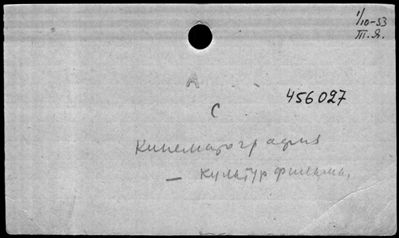 1/10-53
Т.Я.
А
С
456027
Кинематография
— культурфильмы.